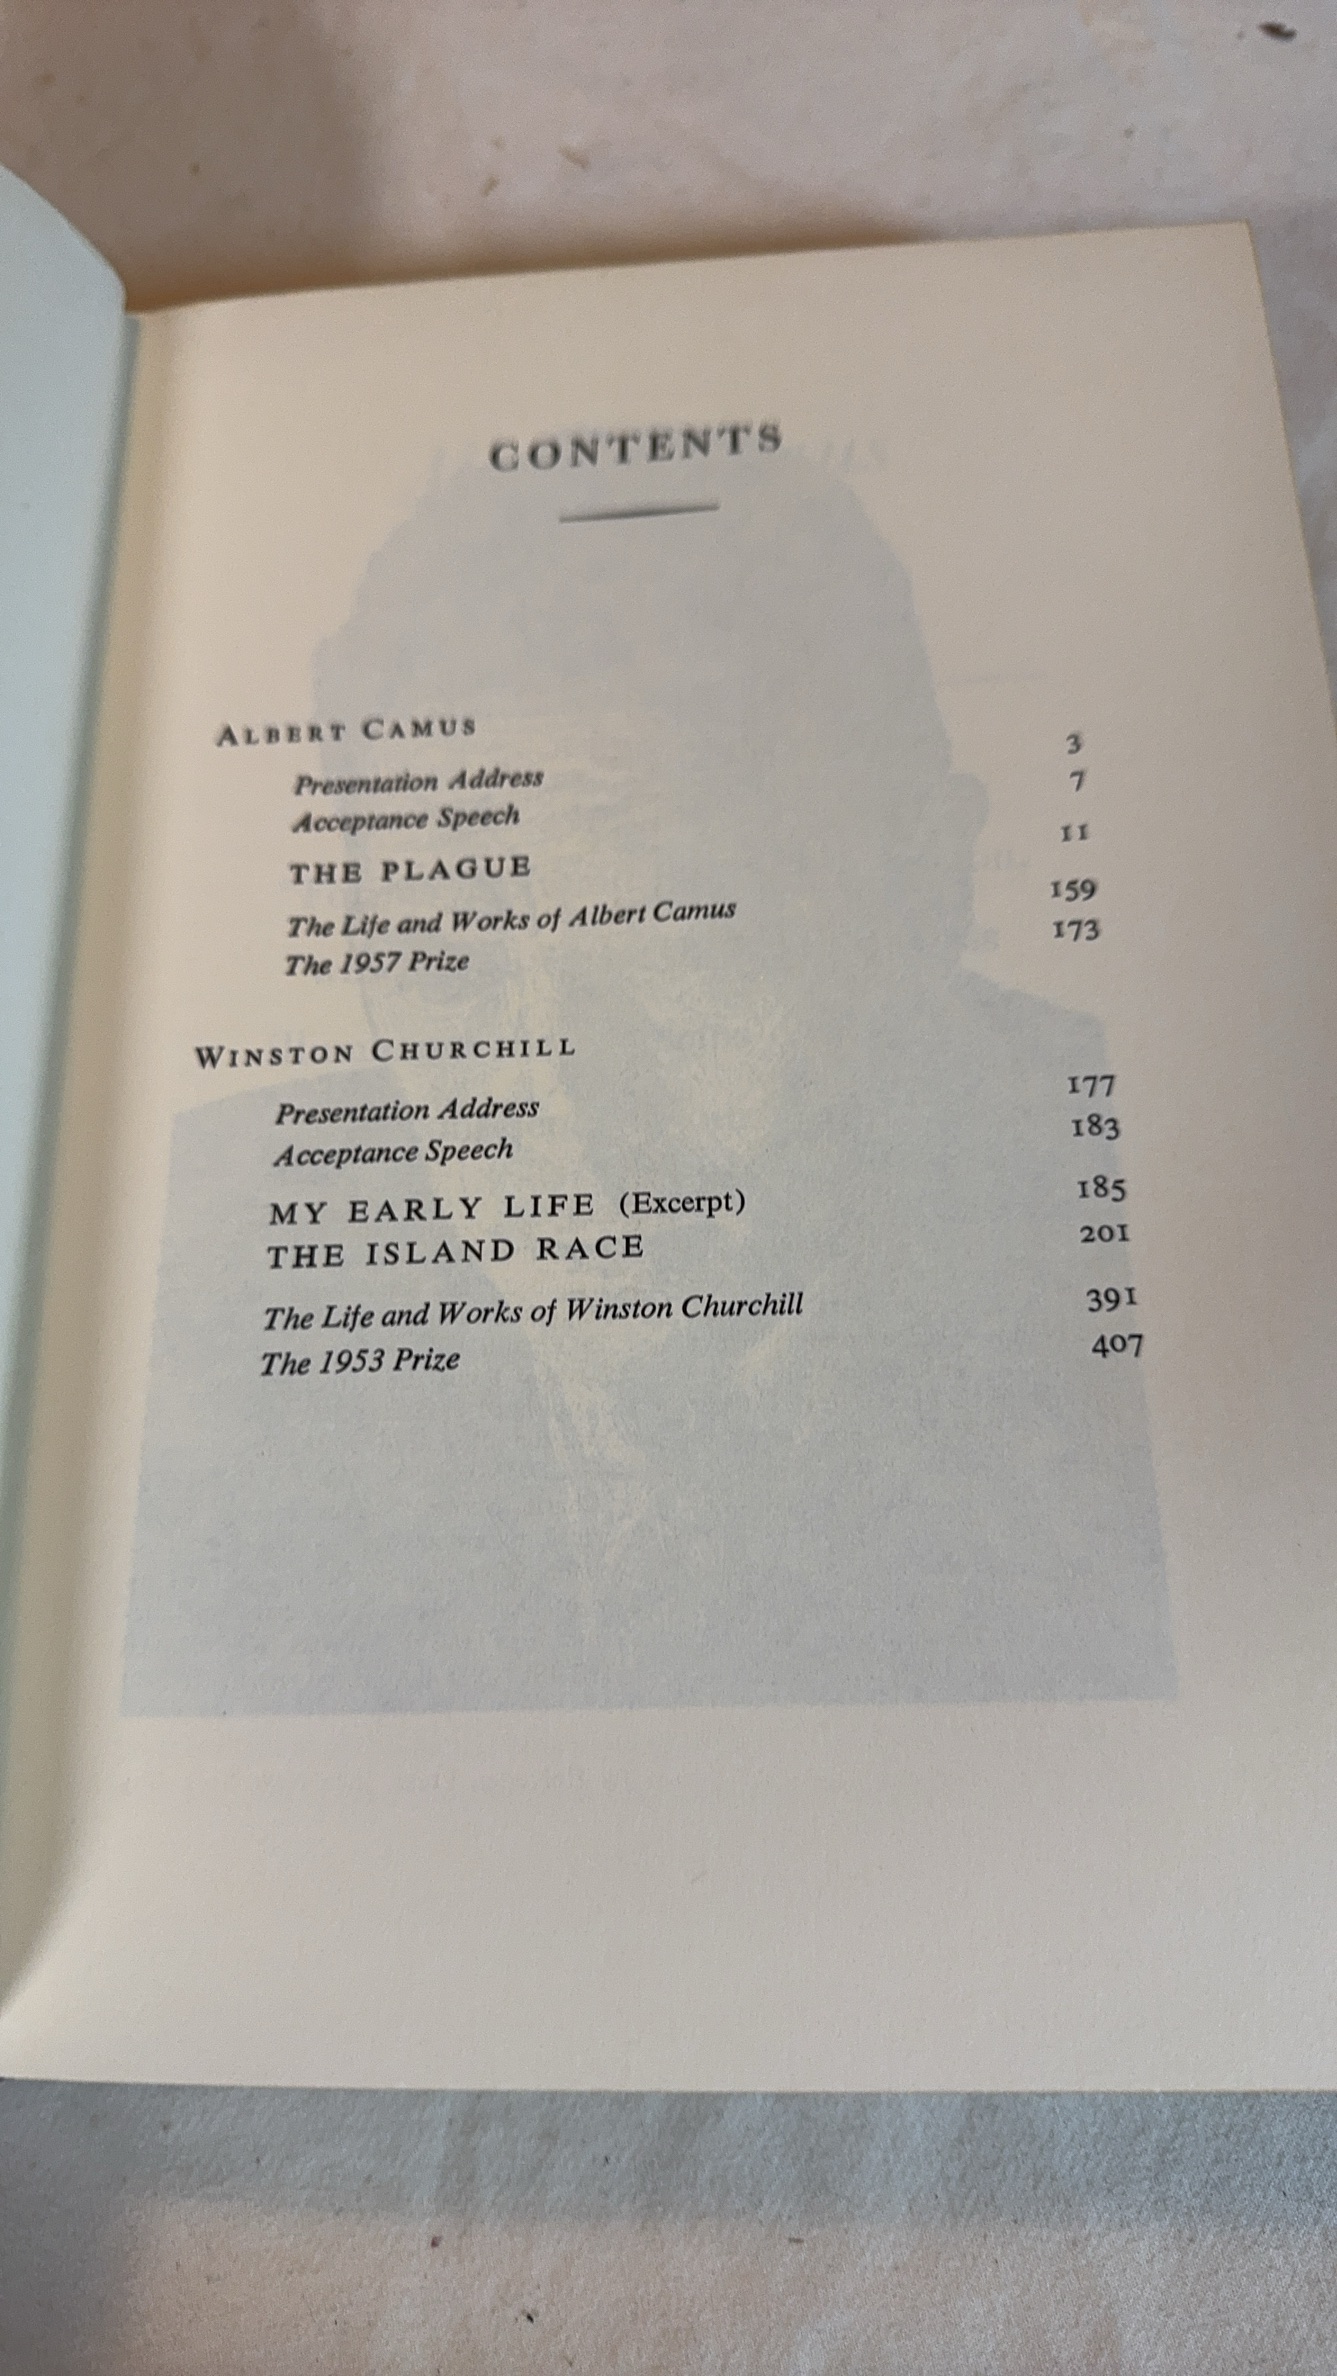 CONTENTS
ALBERT CAMUS
Presentation Address 3
Acceptance Speech 7
THE PLAGUE 11
The Life and Works of Albert Camus 159
The 1957 Prize 173
WINSTON CHURCHILL
Presentation Address 177
Acceptance Speech 183
MY EARLY LIFE (Excerpt) 185
THE ISLAND RACE 201
The Life and Works of Winston Churchill 391
The 1953 Prize 407